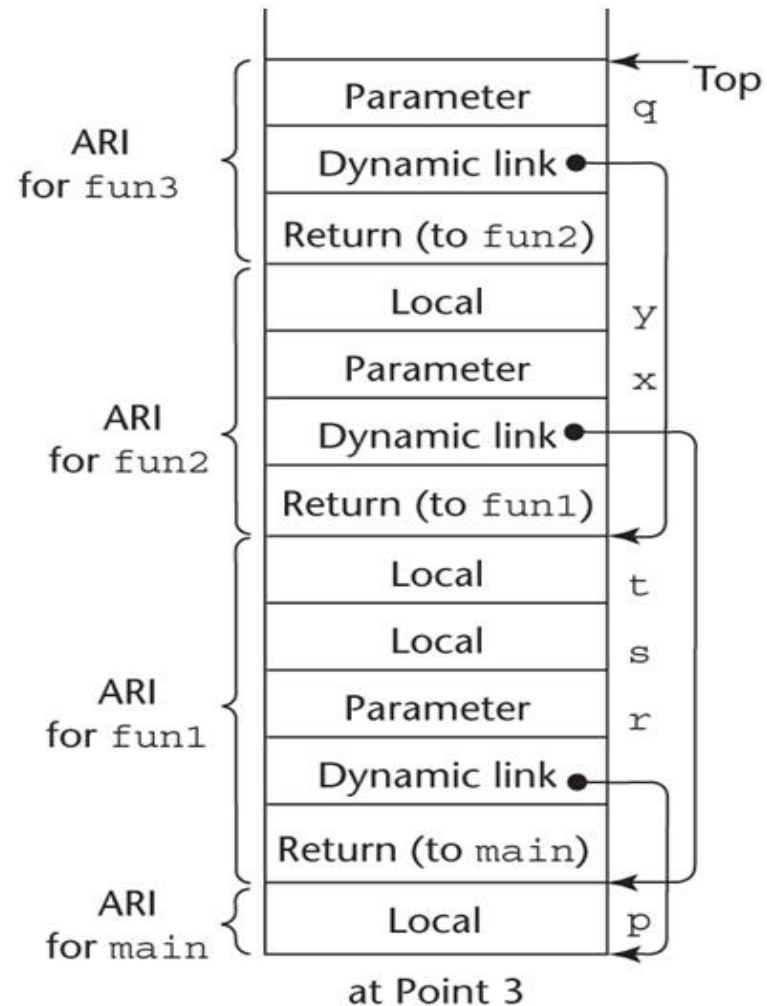 Top
Parameter q
ARI
for fun3
Dynamic link
Return (to fun2)
Local y
Parameter x
ARI
for fun2
Dynamic link
Return (to fun1)
Local t
Local s
ARI
for fun1
Parameter r
Dynamic link
Return (to main)
ARI
for main
Local p
at Point 3